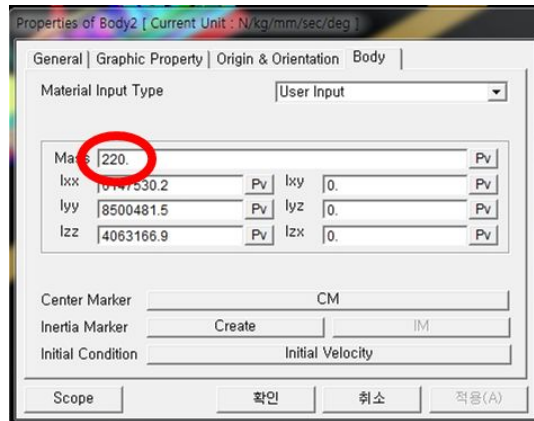 Properties of Body2 [ Current Unit : N/kg/mm/sec/deg ]
General Graphic Property Origin & Orientation Body
Material Input Type User Input
Mass 220. Pv
Ixx 6147530.2 Pv Ixy 0. Pv
Iyy 8500481.5 Pv Iyz 0. Pv
Izz 4063166.9 Pv Izx 0. Pv
Center Marker CM
Inertia Marker Create IM
Initial Condition Initial Velocity
Scope 확인 취소 적용(A)